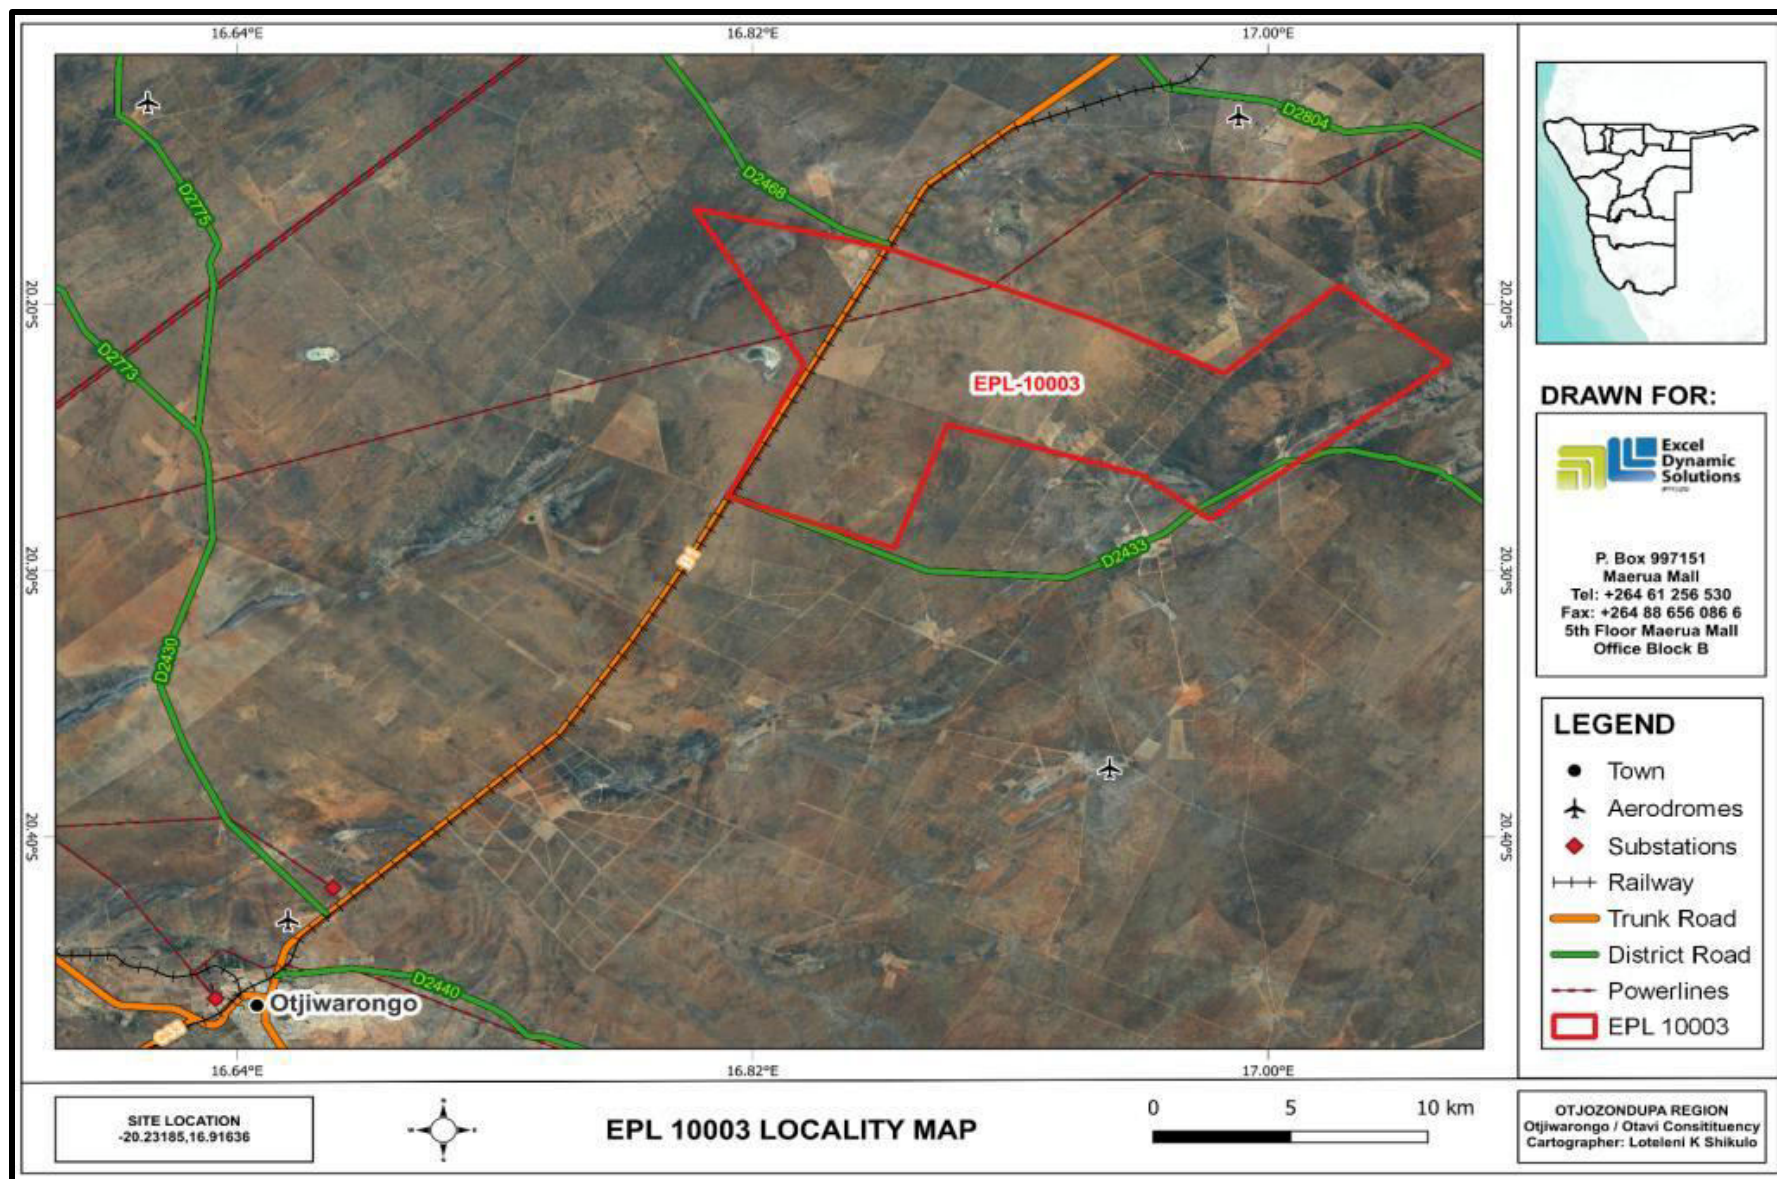 16.64°E
16.82°E
17.00°E
D2804
D2468
D2775
20.20°S
20.20°S
D2773
EPL-10003
D2433
20.30°S
20.30°S
D2430
20.40°S
20.40°S
D2440
Otjiwarongo
16.64°E
16.82°E
17.00°E
DRAWN FOR:
Excel
Dynamic
Solutions
P. Box 997151
Maerua Mall
Tel: +264 61 256 530
Fax: +264 88 656 086 6
5th Floor Maerua Mall
Office Block B
LEGEND
Town
Aerodromes
Substations
Railway
Trunk Road
District Road
Powerlines
EPL 10003
SITE LOCATION
-20.23185,16.91636
EPL 10003 LOCALITY MAP
0 5 10 km
OTJOZONDUPA REGION
Otjiwarongo / Otavi Consitituency
Cartographer: Loteleni K Shikulo